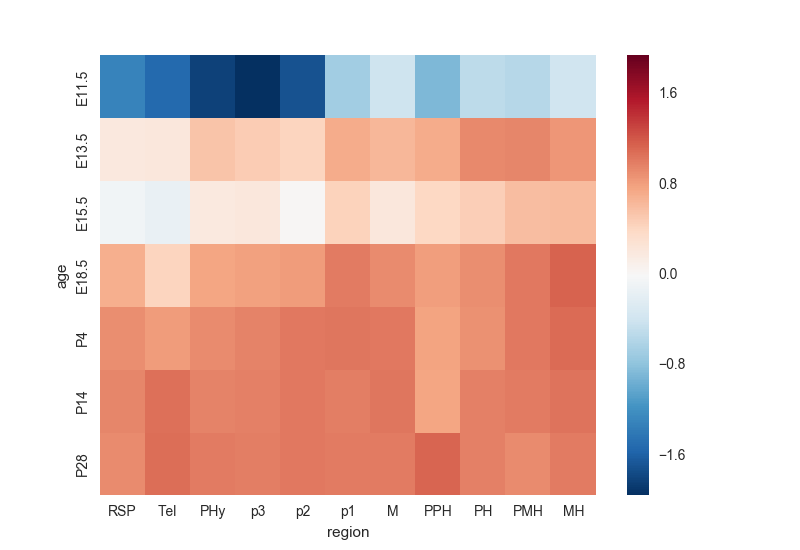 age
E11.5
E13.5
E15.5
E18.5
P4
P14
P28
RSP Tel PHy p3 p2 p1 M PPH PH PMH MH
region
1.6
0.8
0.0
−0.8
−1.6